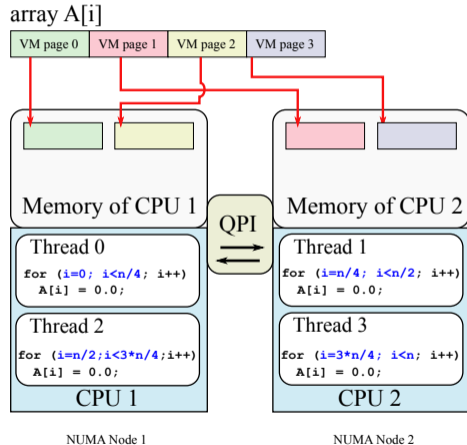 array A[i]
VM page 0 VM page 1 VM page 2 VM page 3
Memory of CPU 1
QPI
Memory of CPU 2
Thread 0
for (i=0; i<n/4; i++)
A[i] = 0.0;
Thread 2
for (i=n/2;i<3*n/4;i++)
A[i] = 0.0;
CPU 1
Thread 1
for (i=n/4; i<n/2; i++)
A[i] = 0.0;
Thread 3
for (i=3*n/4; i<n; i++)
A[i] = 0.0;
CPU 2
NUMA Node 1
NUMA Node 2